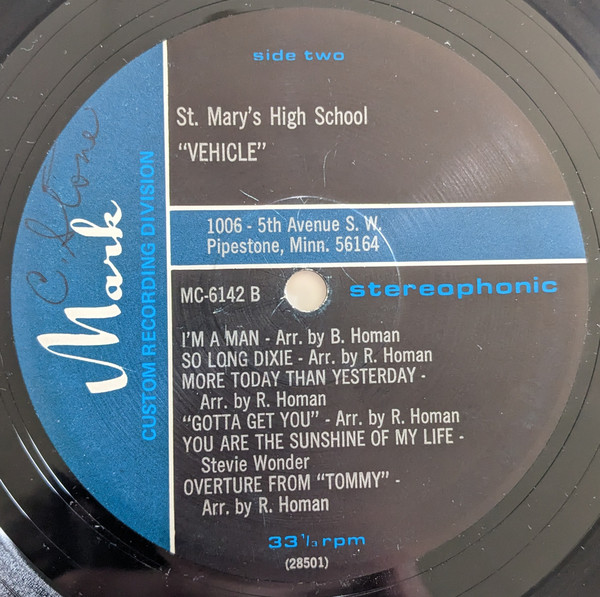 side two
St. Mary's High School
"VEHICLE"
1006 - 5th Avenue S. W.
Pipestone, Minn. 56164
MC-6142 B
stereophonic
I'M A MAN - Arr. by B. Homan
SO LONG DIXIE - Arr. by R. Homan
MORE TODAY THAN YESTERDAY -
Arr. by R. Homan
"GOTTA GET YOU" - Arr. by R. Homan
YOU ARE THE SUNSHINE OF MY LIFE -
Stevie Wonder
OVERTURE FROM "TOMMY" -
Arr. by R. Homan
33 1/3 rpm
(28501)
C Stone
Mark
CUSTOM RECORDING DIVISION